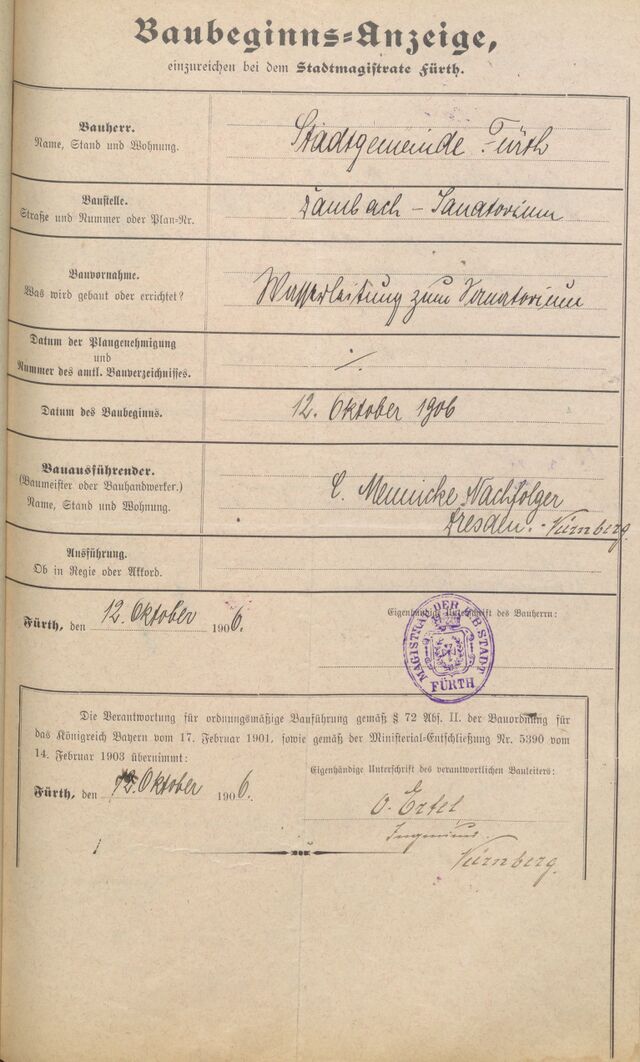 Baubeginns-Anzeige,
einzureichen bei dem Stadtmagistrate Fürth.
Bauherr.
Name, Stand und Wohnung.
Stadtgemeinde Fürth
Baustelle.
Straße und Nummer oder Plan-Nr.
Dambach - Sanatorium
Bauvornahme.
Was wird gebaut oder errichtet?
Wasserleitung zum Sanatorium
Datum der Plangenehmigung
und
Nummer des amtl. Bauverzeichnisses.
./.
Datum des Baubeginns.
12. Oktober 1906
Bauausführender.
(Baumeister oder Bauhandwerker.)
Name, Stand und Wohnung.
C. Mennicke Nachfolger
Dresden - Nürnberg
Ausführung.
Ob in Regie oder Akkord.
Fürth, den 12. Oktober 1906.
Eigenhändige Unterschrift des Bauherrn:
MAGISTRAT DER STADT
FÜRTH
Die Verantwortung für ordnungsmäßige Bauführung gemäß § 72 Abs. II. der Bauordnung für
das Königreich Bayern vom 17. Februar 1901, sowie gemäß der Ministerial-Entschließung Nr. 5390 vom
14. Februar 1903 übernimmt:
Eigenhändige Unterschrift des verantwortlichen Bauleiters:
Fürth, den 12. Oktober 1906.
O. Ertel
Ingenieur.
Nürnberg.